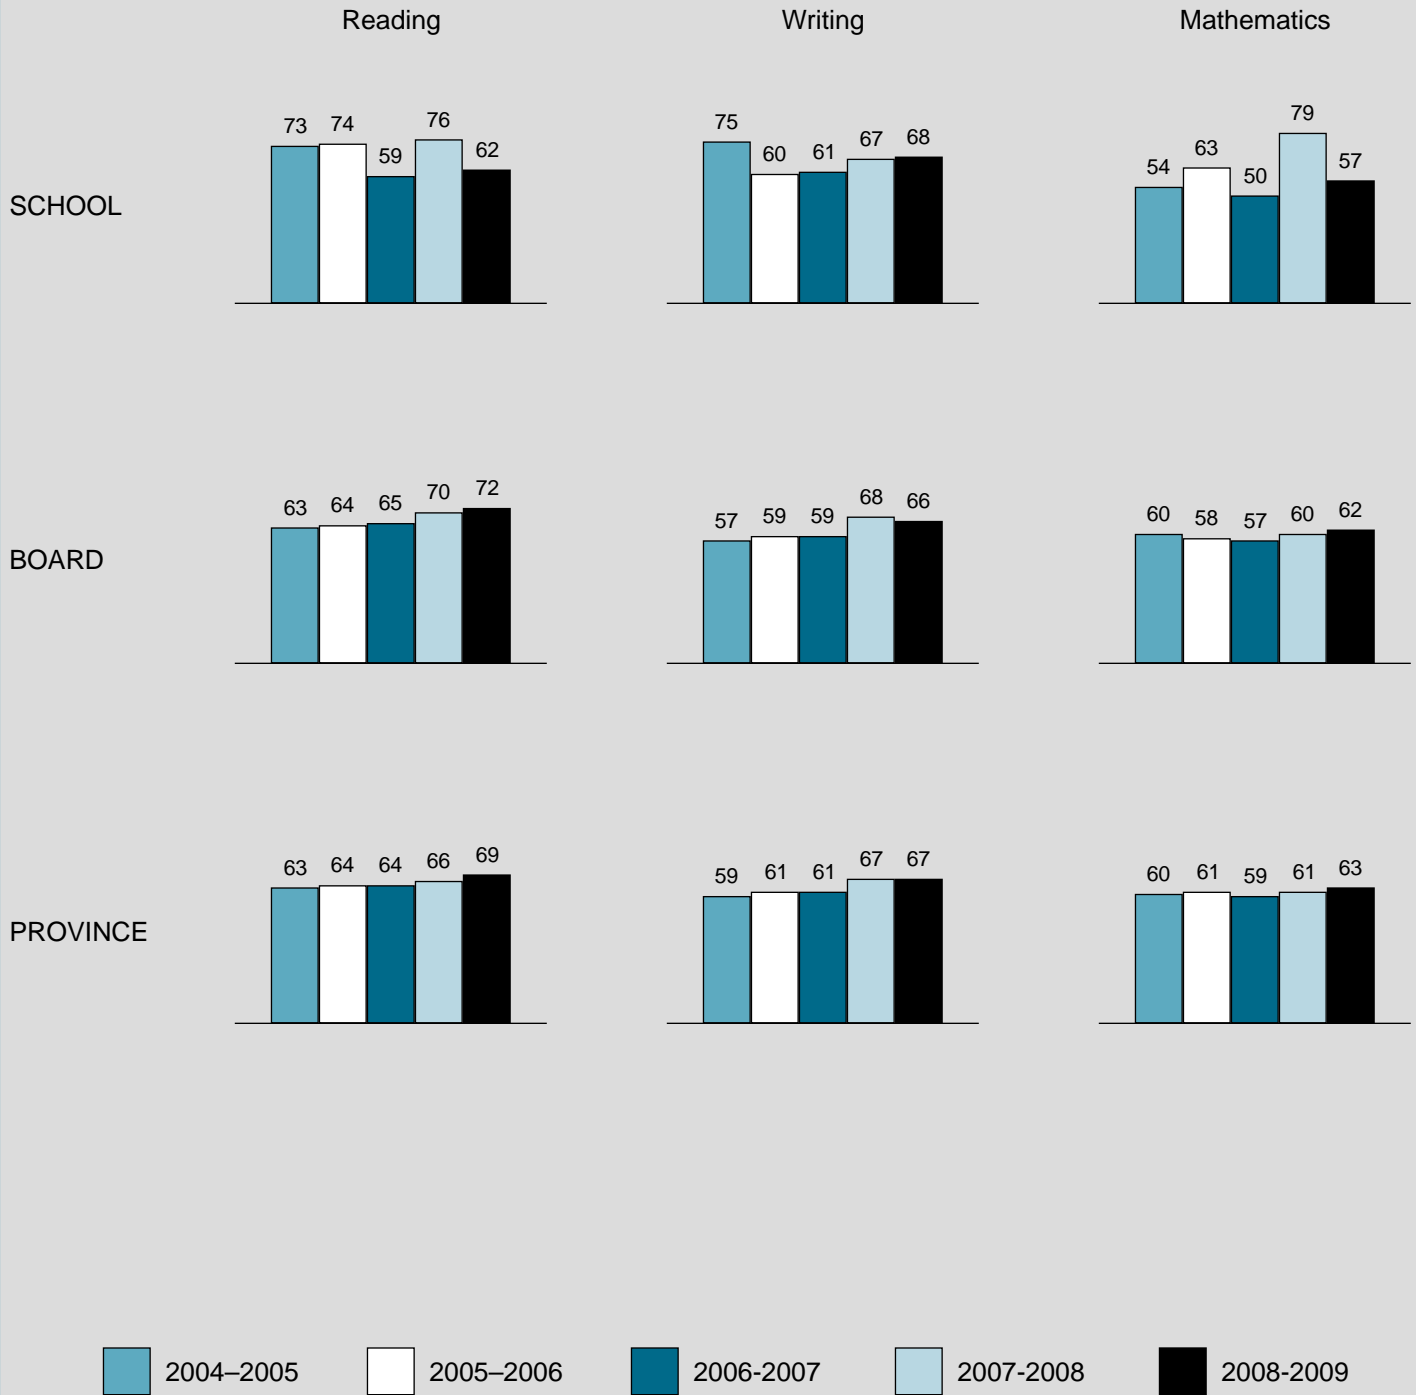 Reading Writing Mathematics
SCHOOL
73 74 59 76 62
75 60 61 67 68
54 63 50 79 57
BOARD
63 64 65 70 72
57 59 59 68 66
60 58 57 60 62
PROVINCE
63 64 64 66 69
59 61 61 67 67
60 61 59 61 63
2004–2005 2005–2006 2006-2007 2007-2008 2008-2009